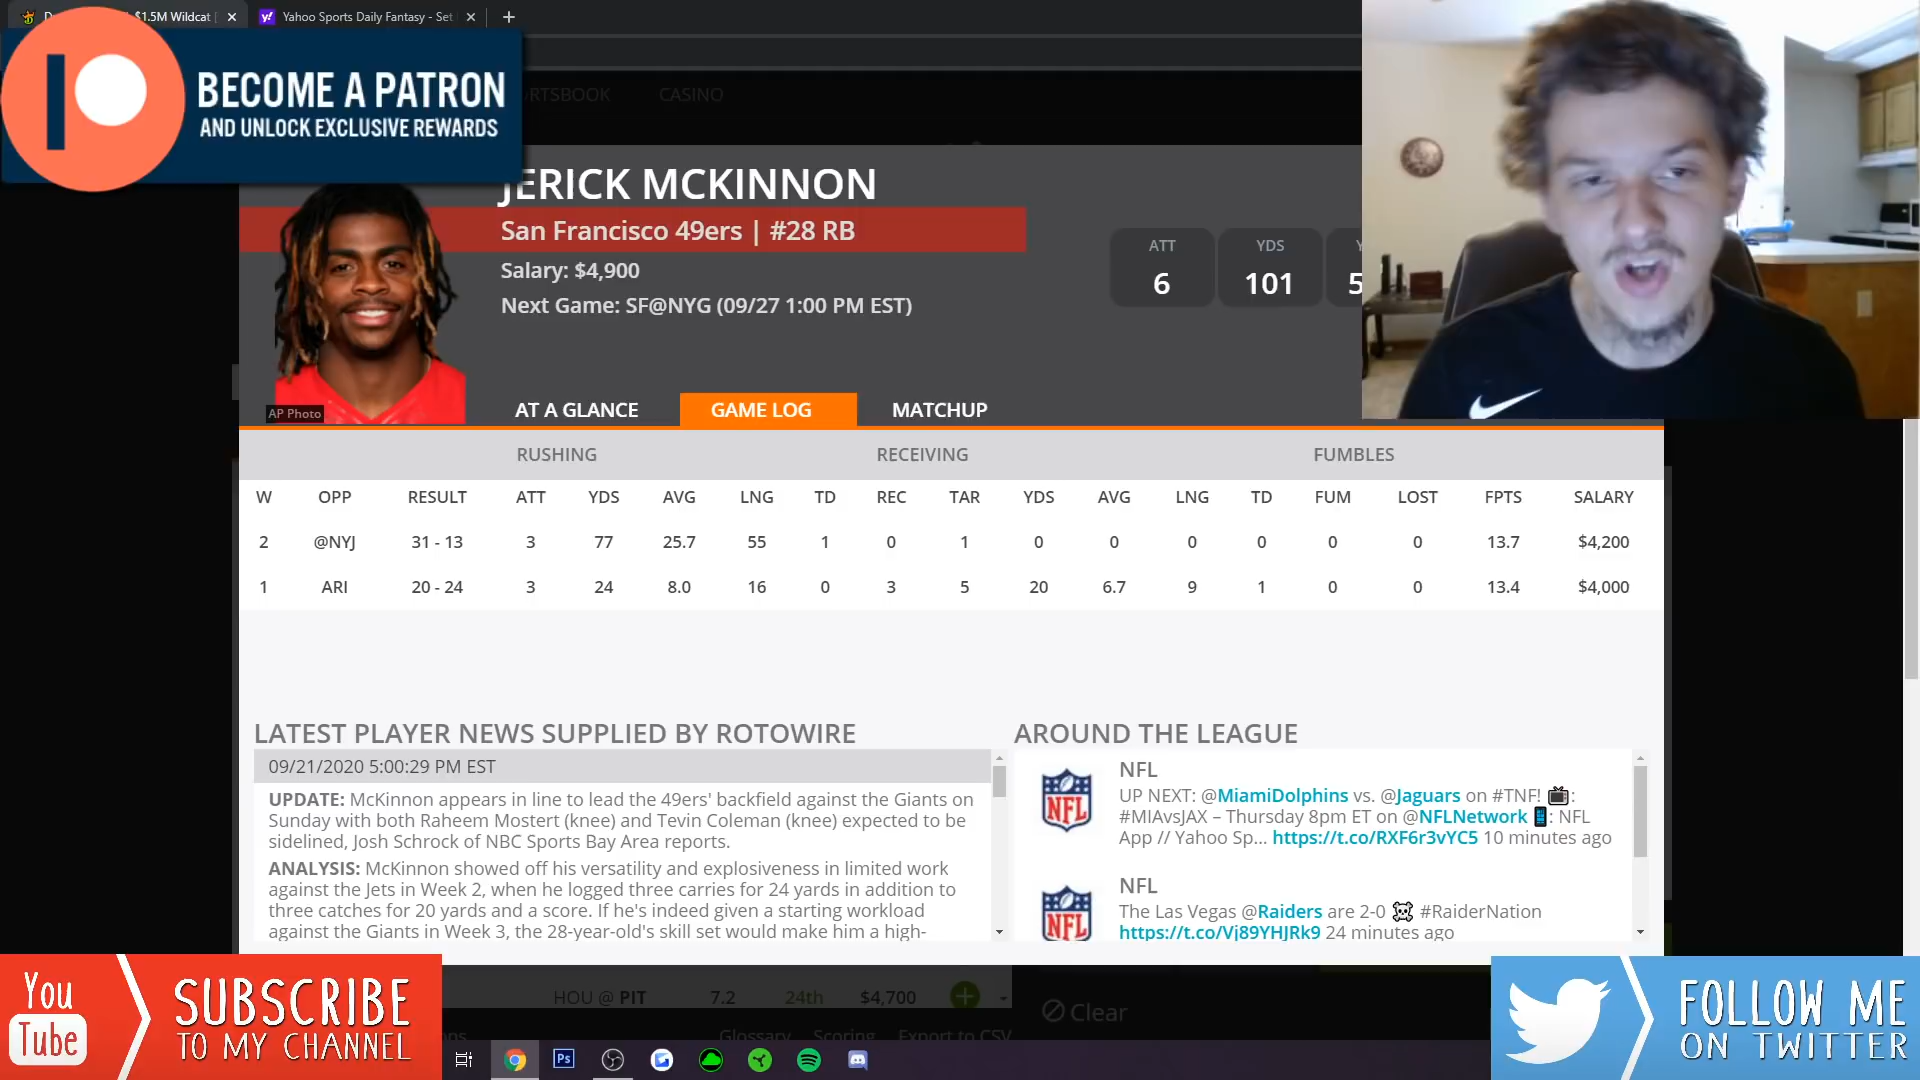 $1.5M Wildcat
Yahoo Sports Daily Fantasy - Set
BECOME A PATRON
AND UNLOCK EXCLUSIVE REWARDS
CASINO
JERICK MCKINNON
San Francisco 49ers | #28 RB
Salary: $4,900
Next Game: SF@NYG (09/27 1:00 PM EST)
ATT YDS
6 101 5
AP Photo
AT A GLANCE GAME LOG MATCHUP
RUSHING RECEIVING FUMBLES
W OPP RESULT ATT YDS AVG LNG TD REC TAR YDS AVG LNG TD FUM LOST FPTS SALARY
2 @NYJ 31 - 13 3 77 25.7 55 1 0 1 0 0 0 0 0 0 13.7 $4,200
1 ARI 20 - 24 3 24 8.0 16 0 3 5 20 6.7 9 1 0 0 13.4 $4,000
LATEST PLAYER NEWS SUPPLIED BY ROTOWIRE
09/21/2020 5:00:29 PM EST
UPDATE: McKinnon appears in line to lead the 49ers' backfield against the Giants on
Sunday with both Raheem Mostert (knee) and Tevin Coleman (knee) expected to be
sidelined, Josh Schrock of NBC Sports Bay Area reports.
ANALYSIS: McKinnon showed off his versatility and explosiveness in limited work
against the Jets in Week 2, when he logged three carries for 24 yards in addition to
three catches for 20 yards and a score. If he's indeed given a starting workload
against the Giants in Week 3, the 28-year-old's skill set would make him a high-
AROUND THE LEAGUE
NFL
UP NEXT: @MiamiDolphins vs. @Jaguars on #TNF! 📺:
#MIAvsJAX – Thursday 8pm ET on @NFLNetwork 📱: NFL
App // Yahoo Sp... https://t.co/RXF6r3vYC5 10 minutes ago
NFL
The Las Vegas @Raiders are 2-0 ☠ #RaiderNation
https://t.co/Vj89YHJRk9 24 minutes ago
HOU @ PIT 7.2 24th $4,700
Clear
Glossary Scoring Export to CSV
You
Tube
SUBSCRIBE
TO MY CHANNEL
Ps
FOLLOW ME
ON TWITTER